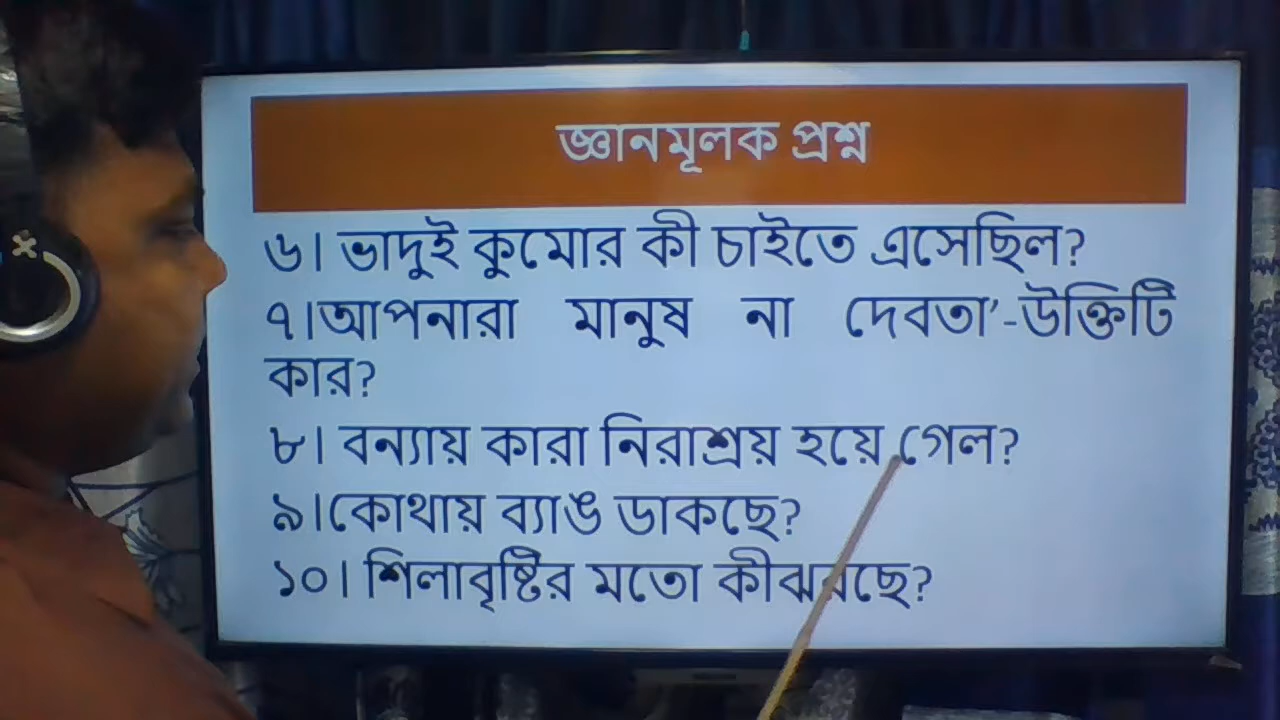 জ্ঞানমূলক প্রশ্ন
৬। ভাদুই কুমোর কী চাইতে এসেছিল?
৭।আপনারা মানুষ না দেবতা’-উক্তিটি
কার?
৮। বন্যায় কারা নিরাশ্রয় হয়ে গেল?
৯।কোথায় ব্যাঙ ডাকছে?
১০। শিলাবৃষ্টির মতো কীঝরছে?